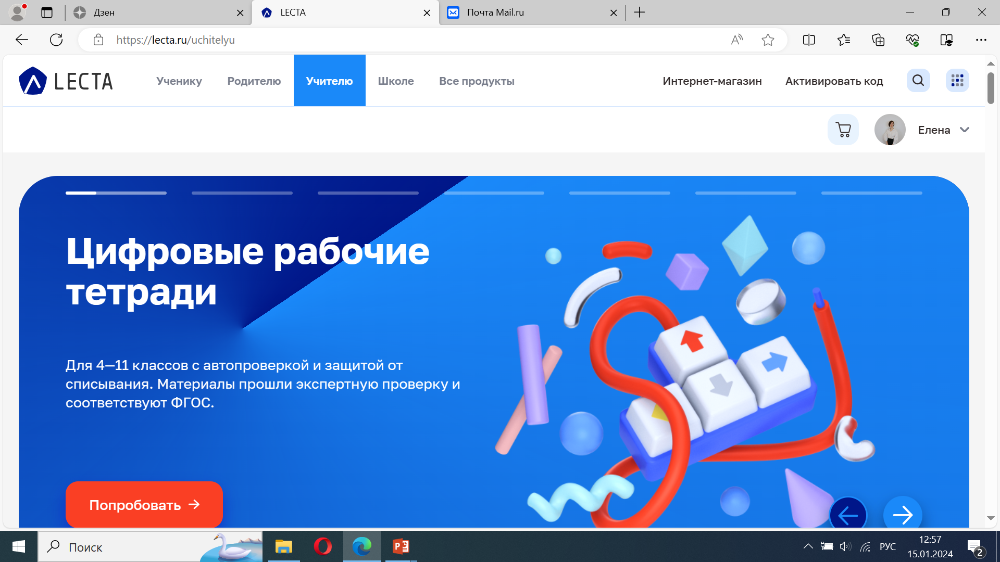 Дзен
LECTA
Почта Mail.ru
https://lecta.ru/uchitelyu
LECTA
Ученику
Родителю
Учителю
Школе
Все продукты
Интернет-магазин
Активировать код
Елена
Цифровые рабочие
тетради
Для 4—11 классов с автопроверкой и защитой от
списывания. Материалы прошли экспертную проверку и
соответствуют ФГОС.
Попробовать
Поиск
P
РУС
12:57
15.01.2024
2